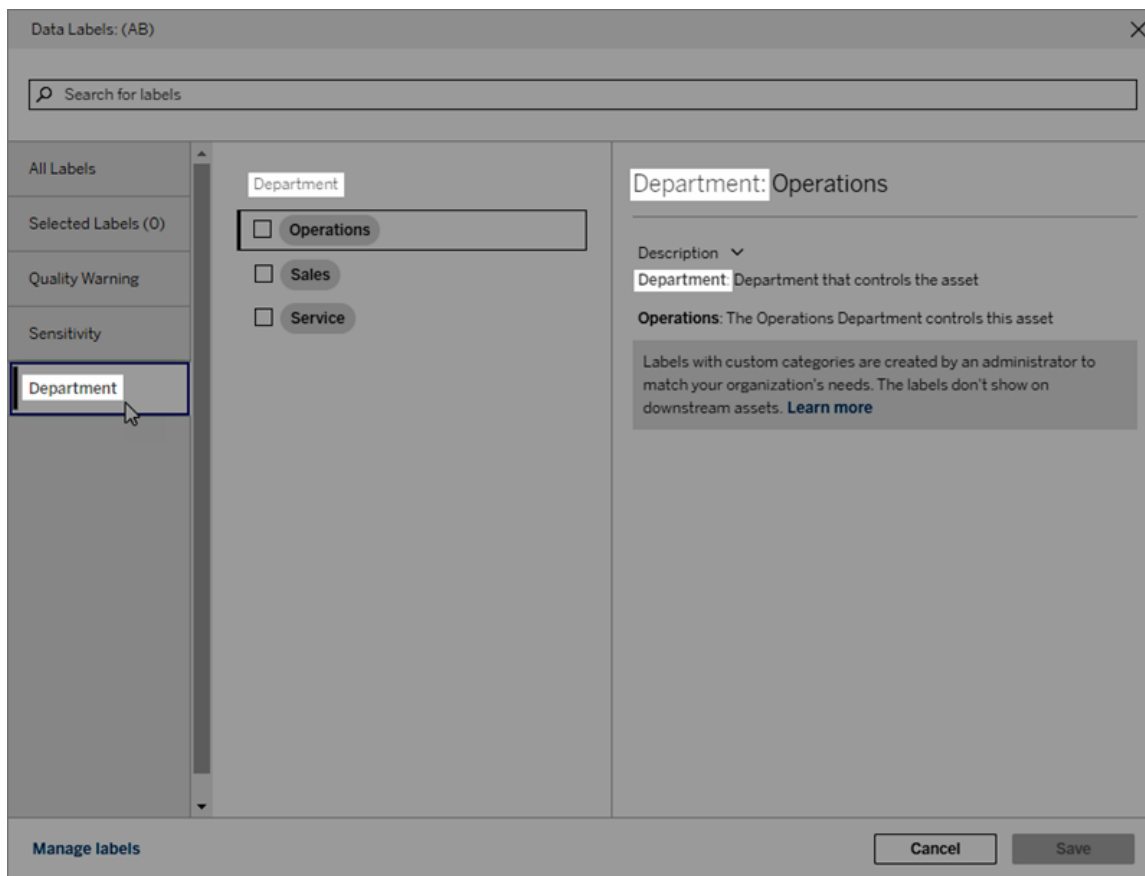 Data Labels: (AB)
Search for labels
All Labels
Selected Labels (0)
Quality Warning
Sensitivity
Department
Department
Operations
Sales
Service
Department: Operations
Description
Department: Department that controls the asset
Operations: The Operations Department controls this asset
Labels with custom categories are created by an administrator to
match your organization's needs. The labels don't show on
downstream assets. Learn more
Manage labels
Cancel
Save